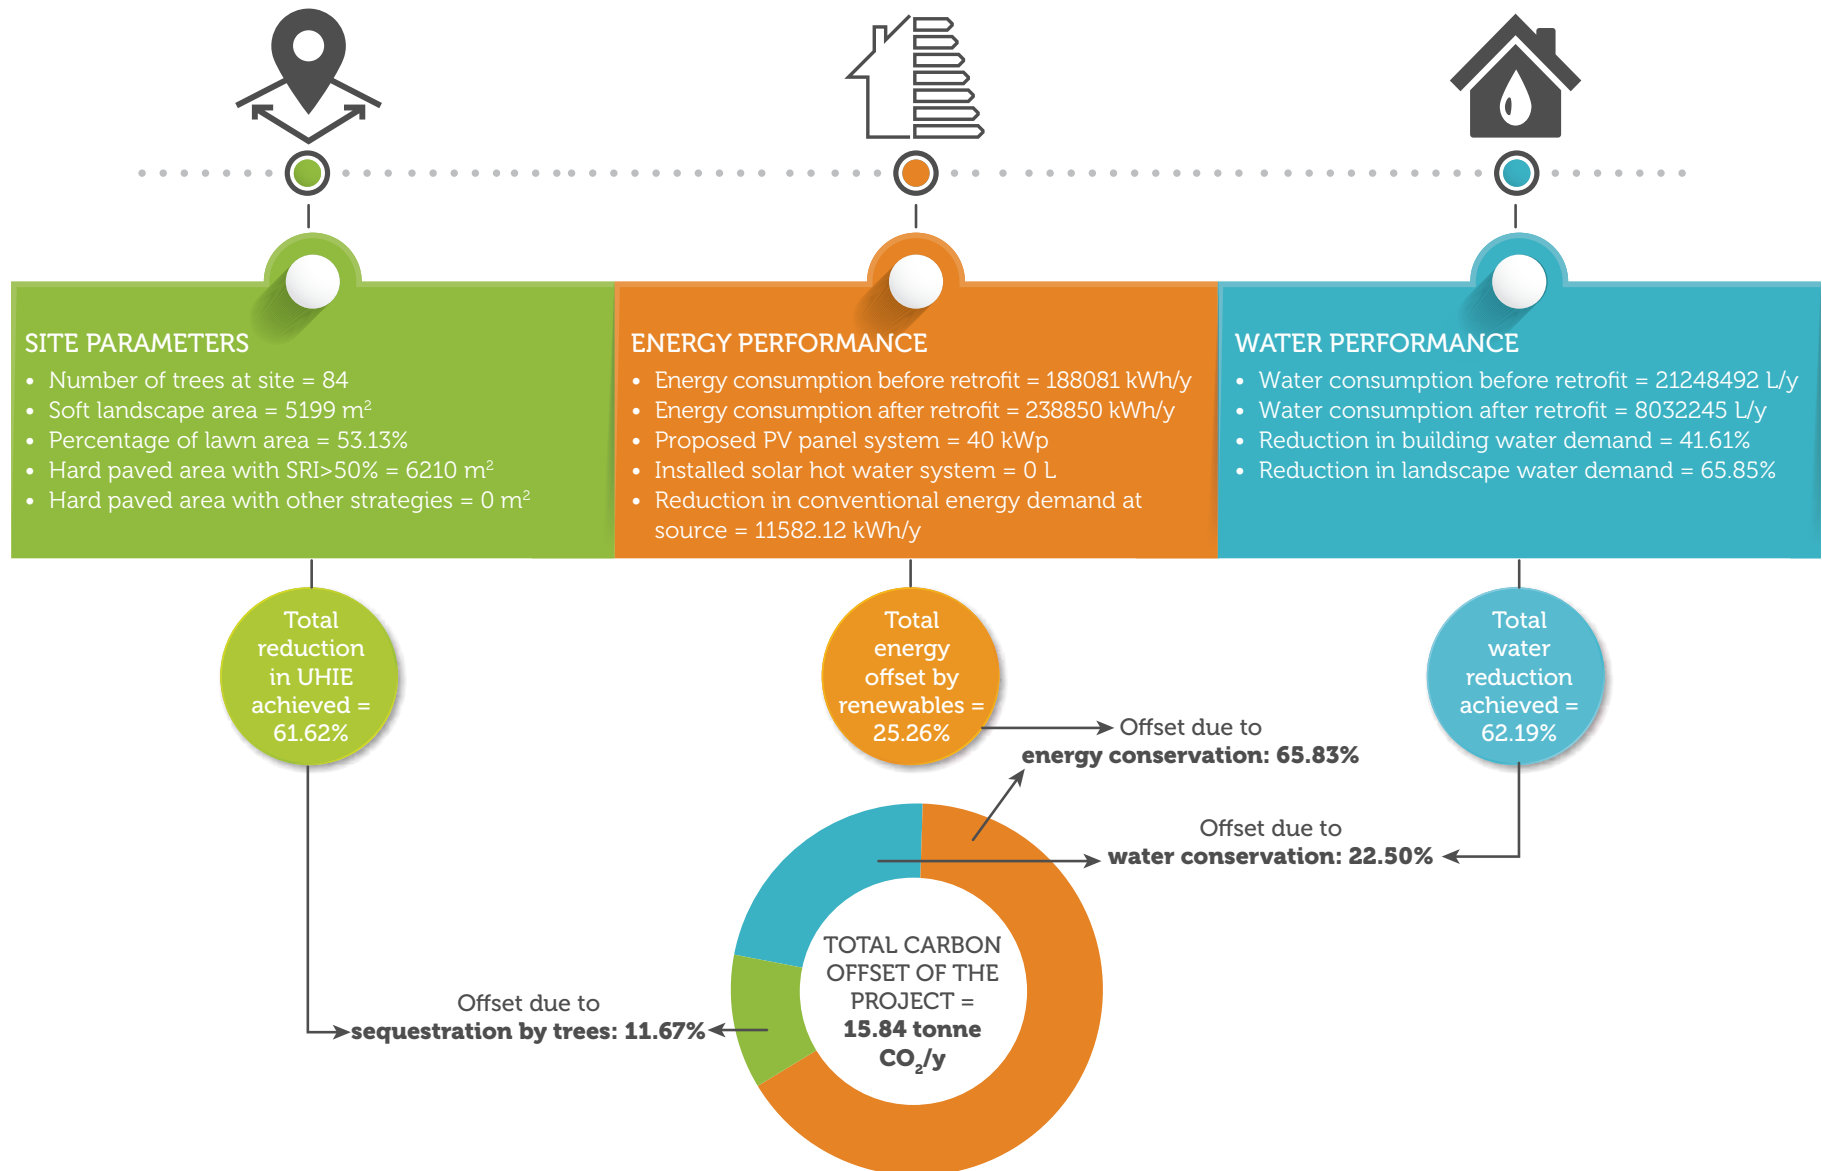 SITE PARAMETERS
• Number of trees at site = 84
• Soft landscape area = 5199 m²
• Percentage of lawn area = 53.13%
• Hard paved area with SRI>50% = 6210 m²
• Hard paved area with other strategies = 0 m²
ENERGY PERFORMANCE
• Energy consumption before retrofit = 188081 kWh/y
• Energy consumption after retrofit = 238850 kWh/y
• Proposed PV panel system = 40 kWp
• Installed solar hot water system = 0 L
• Reduction in conventional energy demand at
source = 11582.12 kWh/y
WATER PERFORMANCE
• Water consumption before retrofit = 21248492 L/y
• Water consumption after retrofit = 8032245 L/y
• Reduction in building water demand = 41.61%
• Reduction in landscape water demand = 65.85%
Total
reduction
in UHIE
achieved =
61.62%
Total
energy
offset by
renewables =
25.26%
Total
water
reduction
achieved =
62.19%
Offset due to
energy conservation: 65.83%
Offset due to
water conservation: 22.50%
Offset due to
sequestration by trees: 11.67%
TOTAL CARBON
OFFSET OF THE
PROJECT =
15.84 tonne
CO₂/y